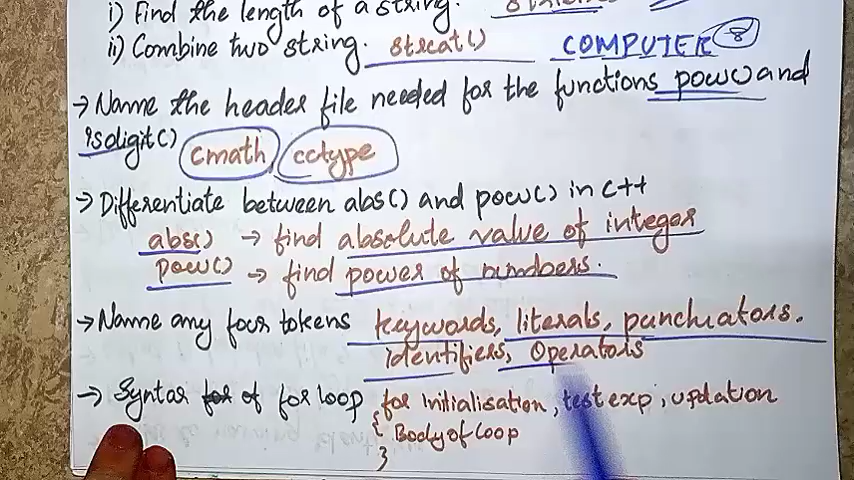 i) Find the length of a string.
ii) Combine two string. strcat() COMPUTER 8
→ Name the header file needed for the functions pow() and
isdigit() cmath cctype
→ Differentiate between abs() and pow() in C++
abs() → find absolute value of integer
pow() → find power of numbers.
→ Name any four tokens keywords, literals, punctuators.
identifiers, Operators
→ Syntax of for loop for initialisation, test exp, updation
{ Body of loop
}